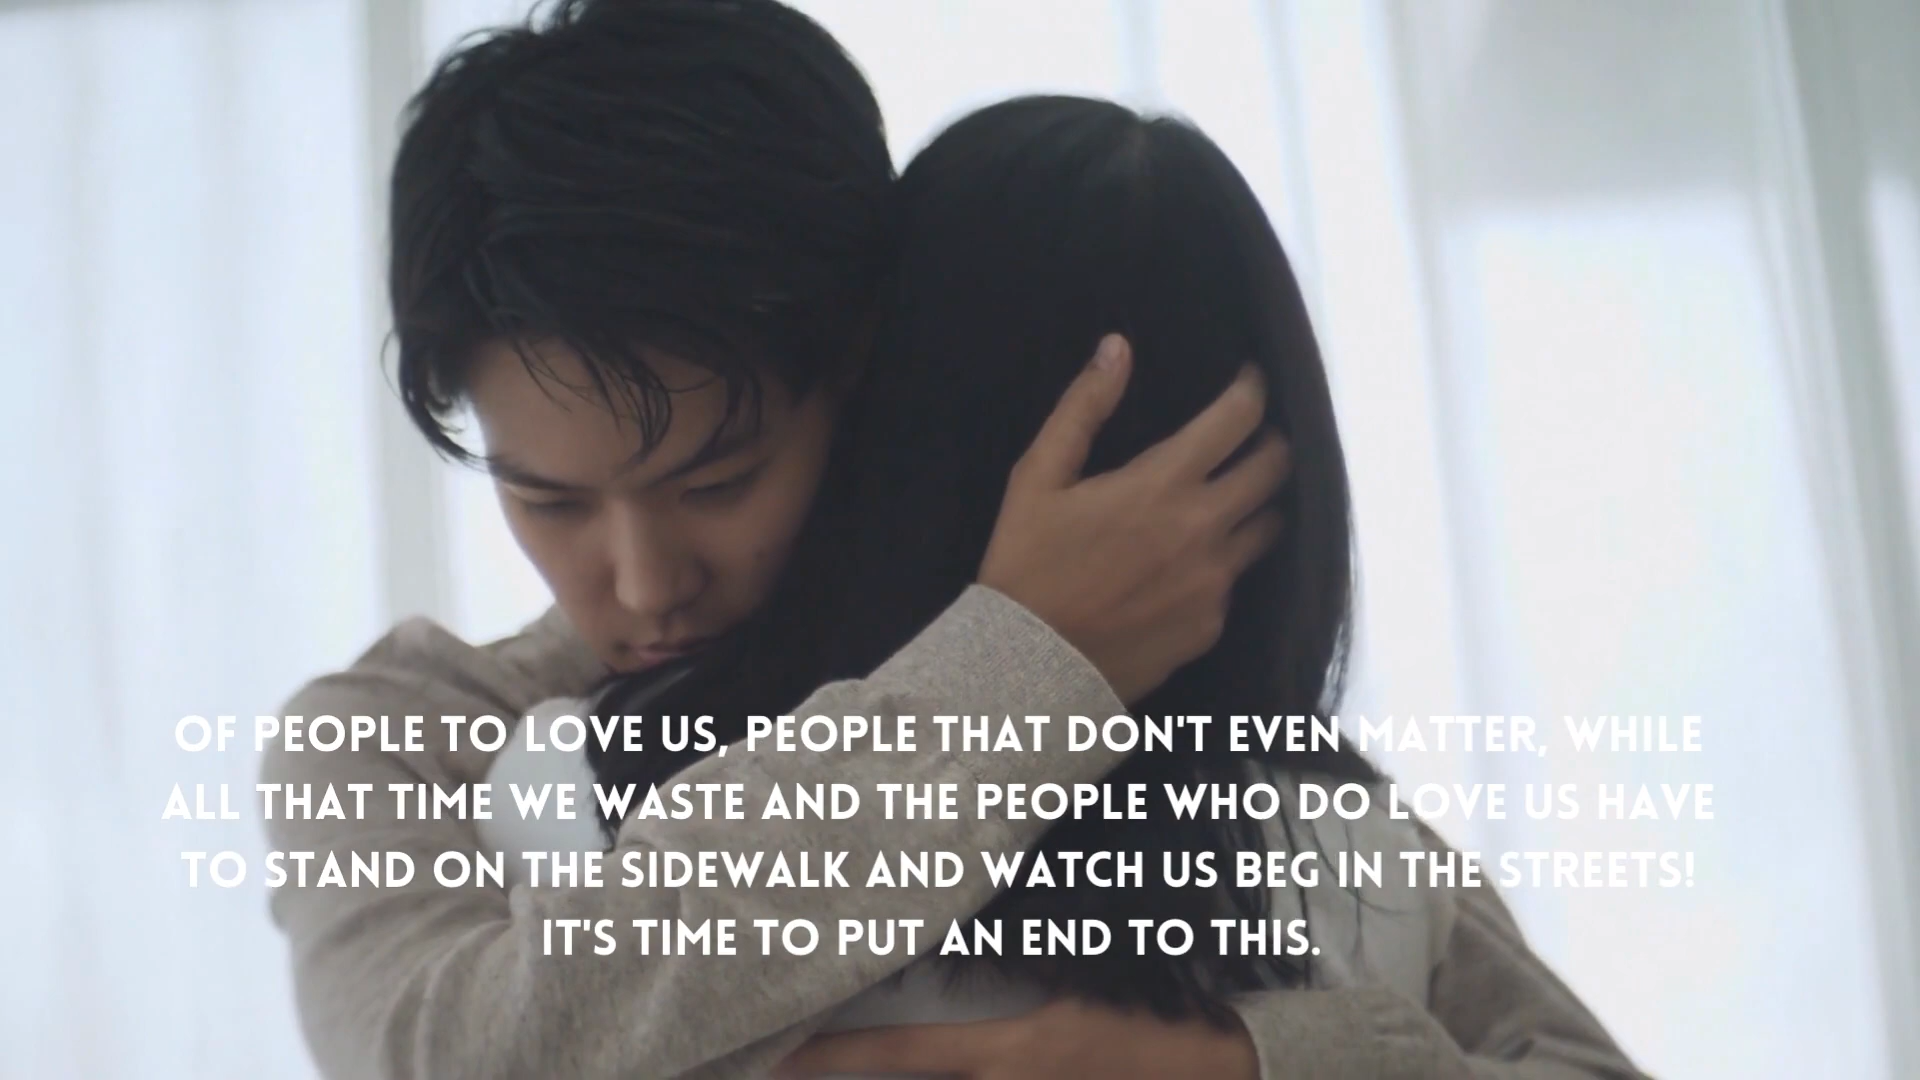 OF PEOPLE TO LOVE US, PEOPLE THAT DON'T EVEN MATTER, WHILE
ALL THAT TIME WE WASTE AND THE PEOPLE WHO DO LOVE US HAVE
TO STAND ON THE SIDEWALK AND WATCH US BEG IN THE STREETS!
IT'S TIME TO PUT AN END TO THIS.